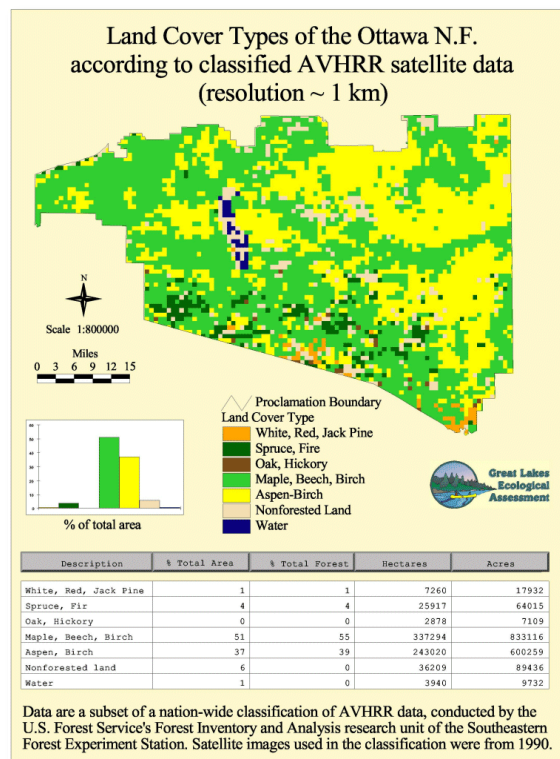 Land Cover Types of the Ottawa N.F.
according to classified AVHRR satellite data
(resolution ~ 1 km)
N
Scale 1:800000
Miles
0 3 6 9 12 15
Proclamation Boundary
Land Cover Type
White, Red, Jack Pine
Spruce, Fire
Oak, Hickory
Maple, Beech, Birch
Aspen-Birch
Nonforested Land
Water
60
50
40
30
20
10
0
% of total area
Great Lakes
Ecological
Assessment
Description % Total Area % Total Forest Hectares Acres
White, Red, Jack Pine 1 1 7260 17932
Spruce, Fir 4 4 25917 64015
Oak, Hickory 0 0 2878 7109
Maple, Beech, Birch 51 55 337294 833116
Aspen, Birch 37 39 243020 600259
Nonforested land 6 0 36209 89436
Water 1 0 3940 9732
Data are a subset of a nation-wide classification of AVHRR data, conducted by the
U.S. Forest Service's Forest Inventory and Analysis research unit of the Southeastern
Forest Experiment Station. Satellite images used in the classification were from 1990.